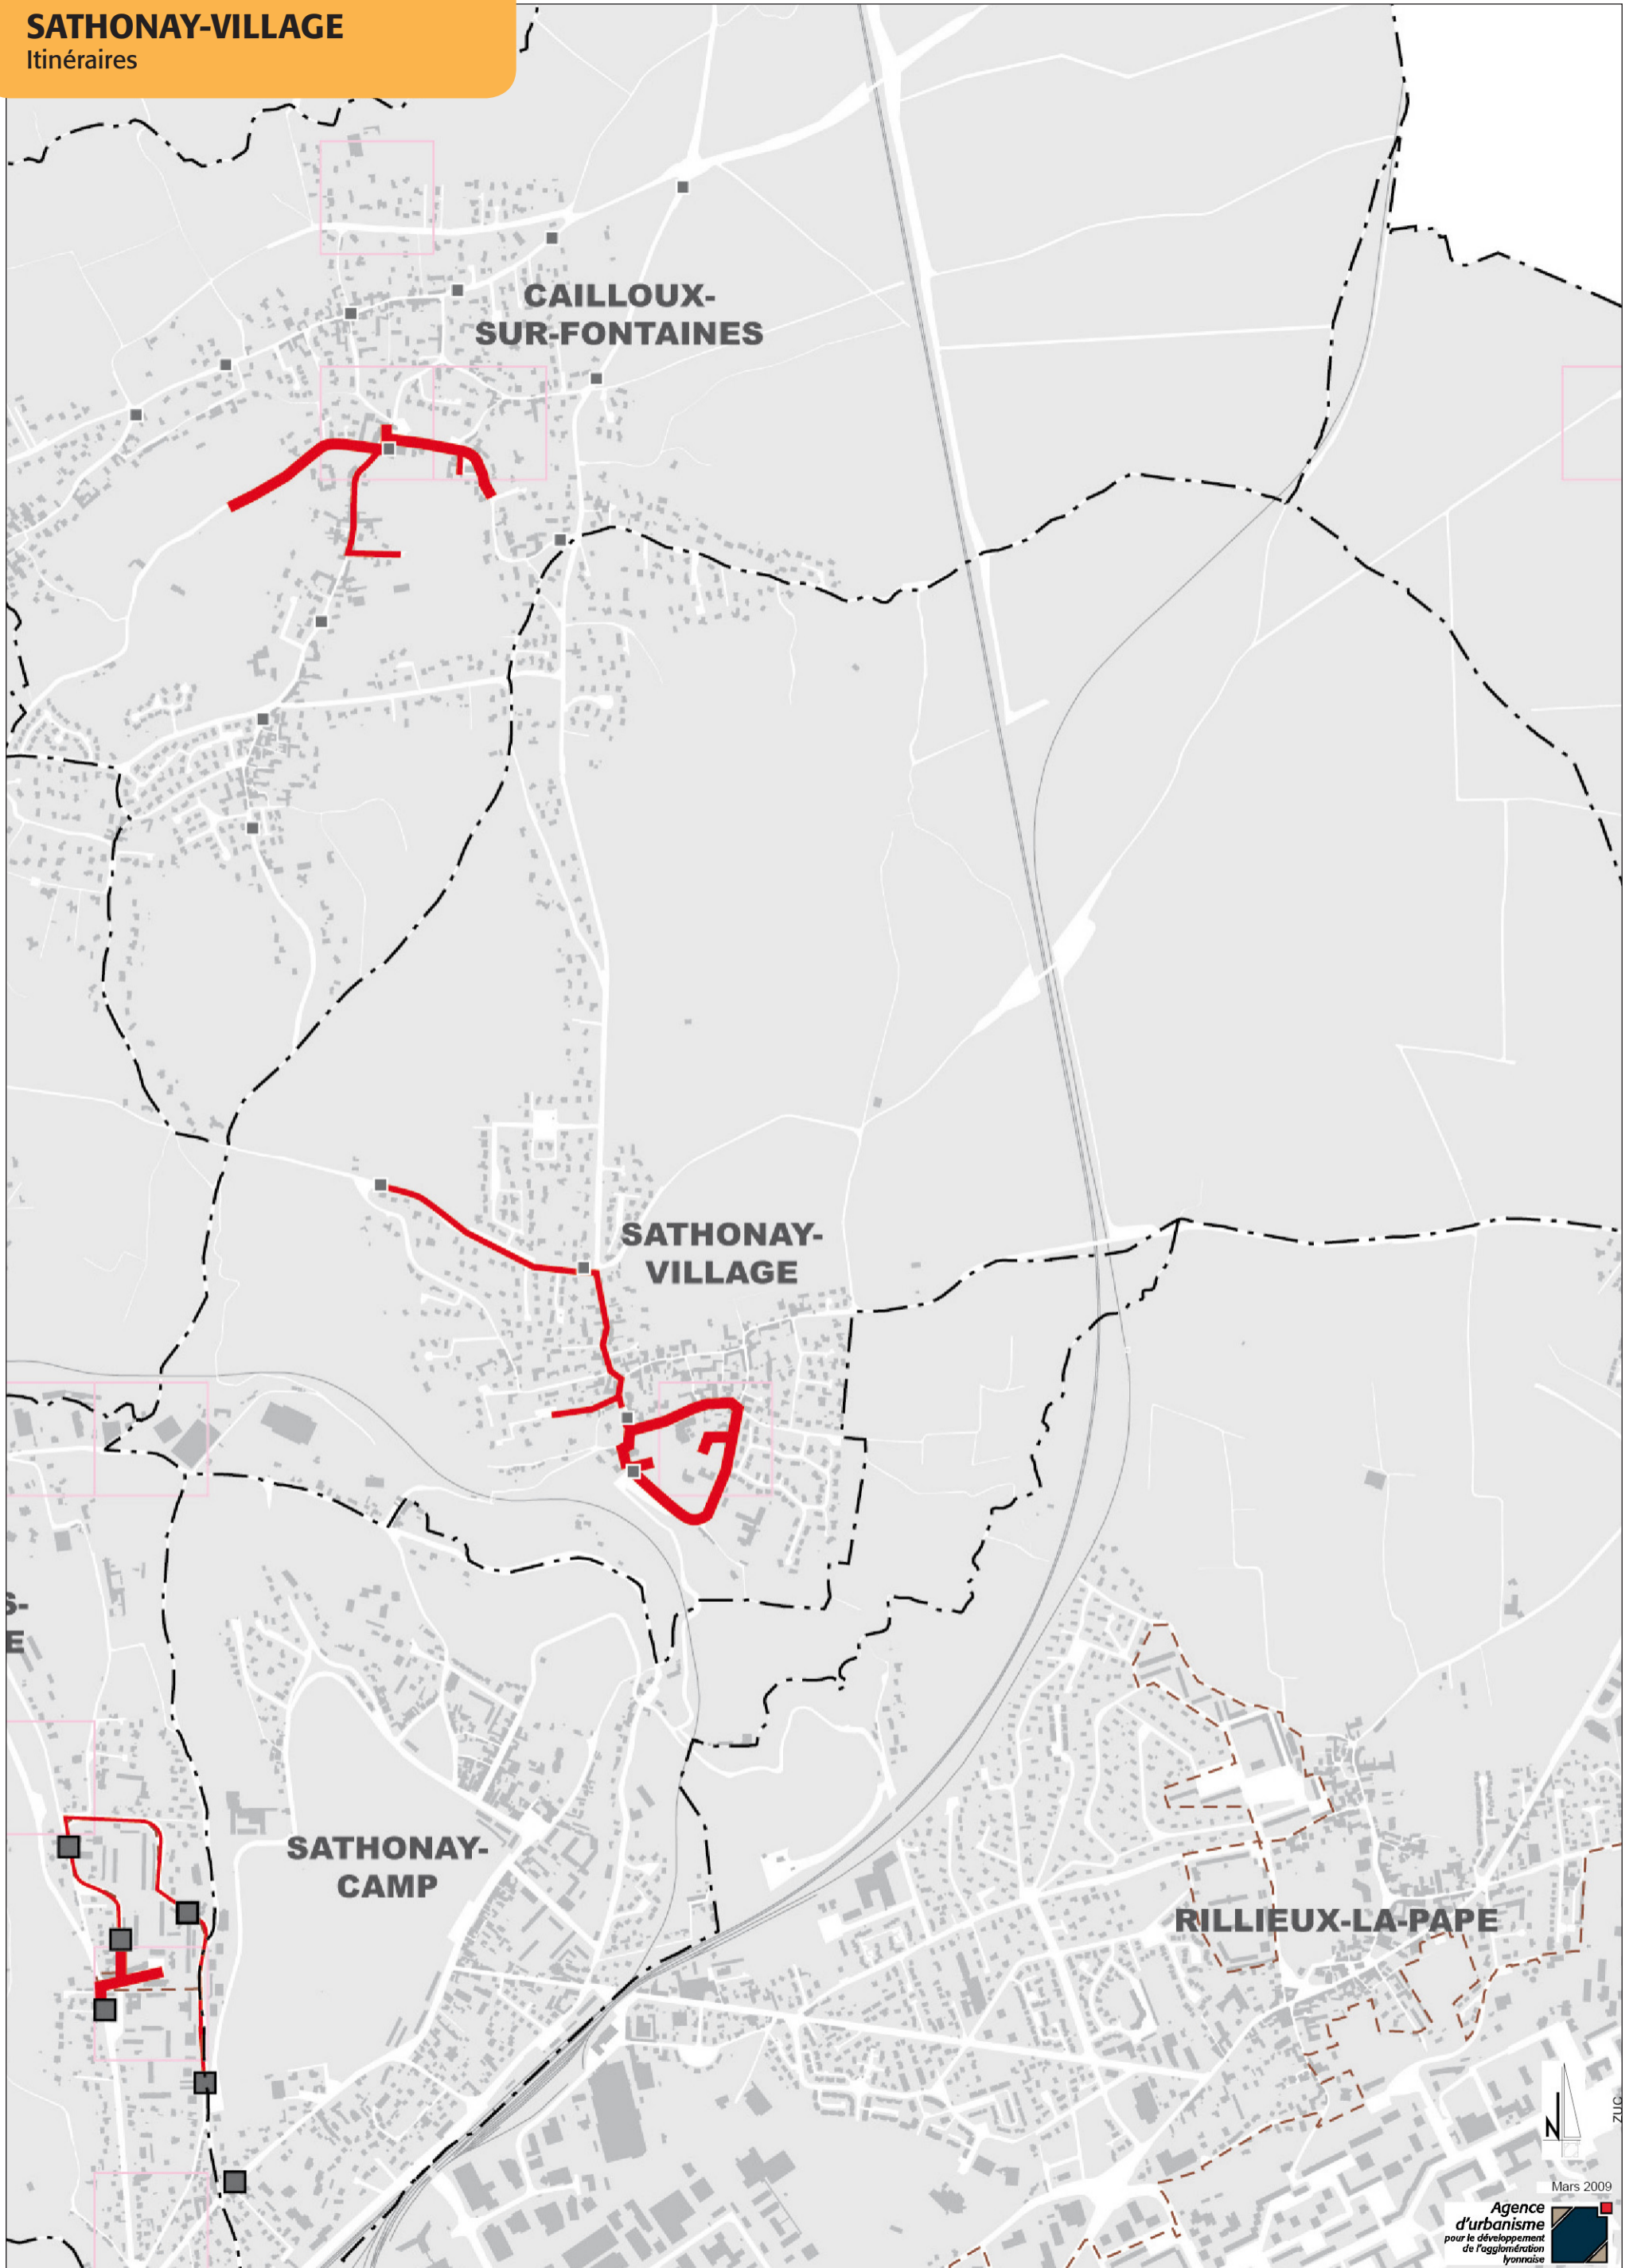 SATHONAY-VILLAGE
Itinéraires
CAILLOUX-
SUR-FONTAINES
SATHONAY-
VILLAGE
S-
E
SATHONAY-
CAMP
RILLIEUX-LA-PAPE
N
ZUC
Mars 2009
Agence
d'urbanisme
pour le développement
de l'agglomération
lyonnaise